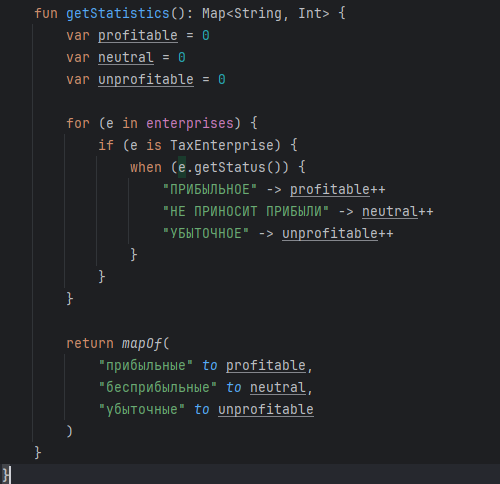 fun getStatistics(): Map<String, Int> {
    var profitable = 0
    var neutral = 0
    var unprofitable = 0

    for (e in enterprises) {
        if (e is TaxEnterprise) {
            when (e.getStatus()) {
                "ПРИБЫЛЬНОЕ" -> profitable++
                "НЕ ПРИНОСИТ ПРИБЫЛИ" -> neutral++
                "УБЫТОЧНОЕ" -> unprofitable++
            }
        }
    }

    return mapOf(
        "прибыльные" to profitable,
        "бесприбыльные" to neutral,
        "убыточные" to unprofitable
    )
}
}